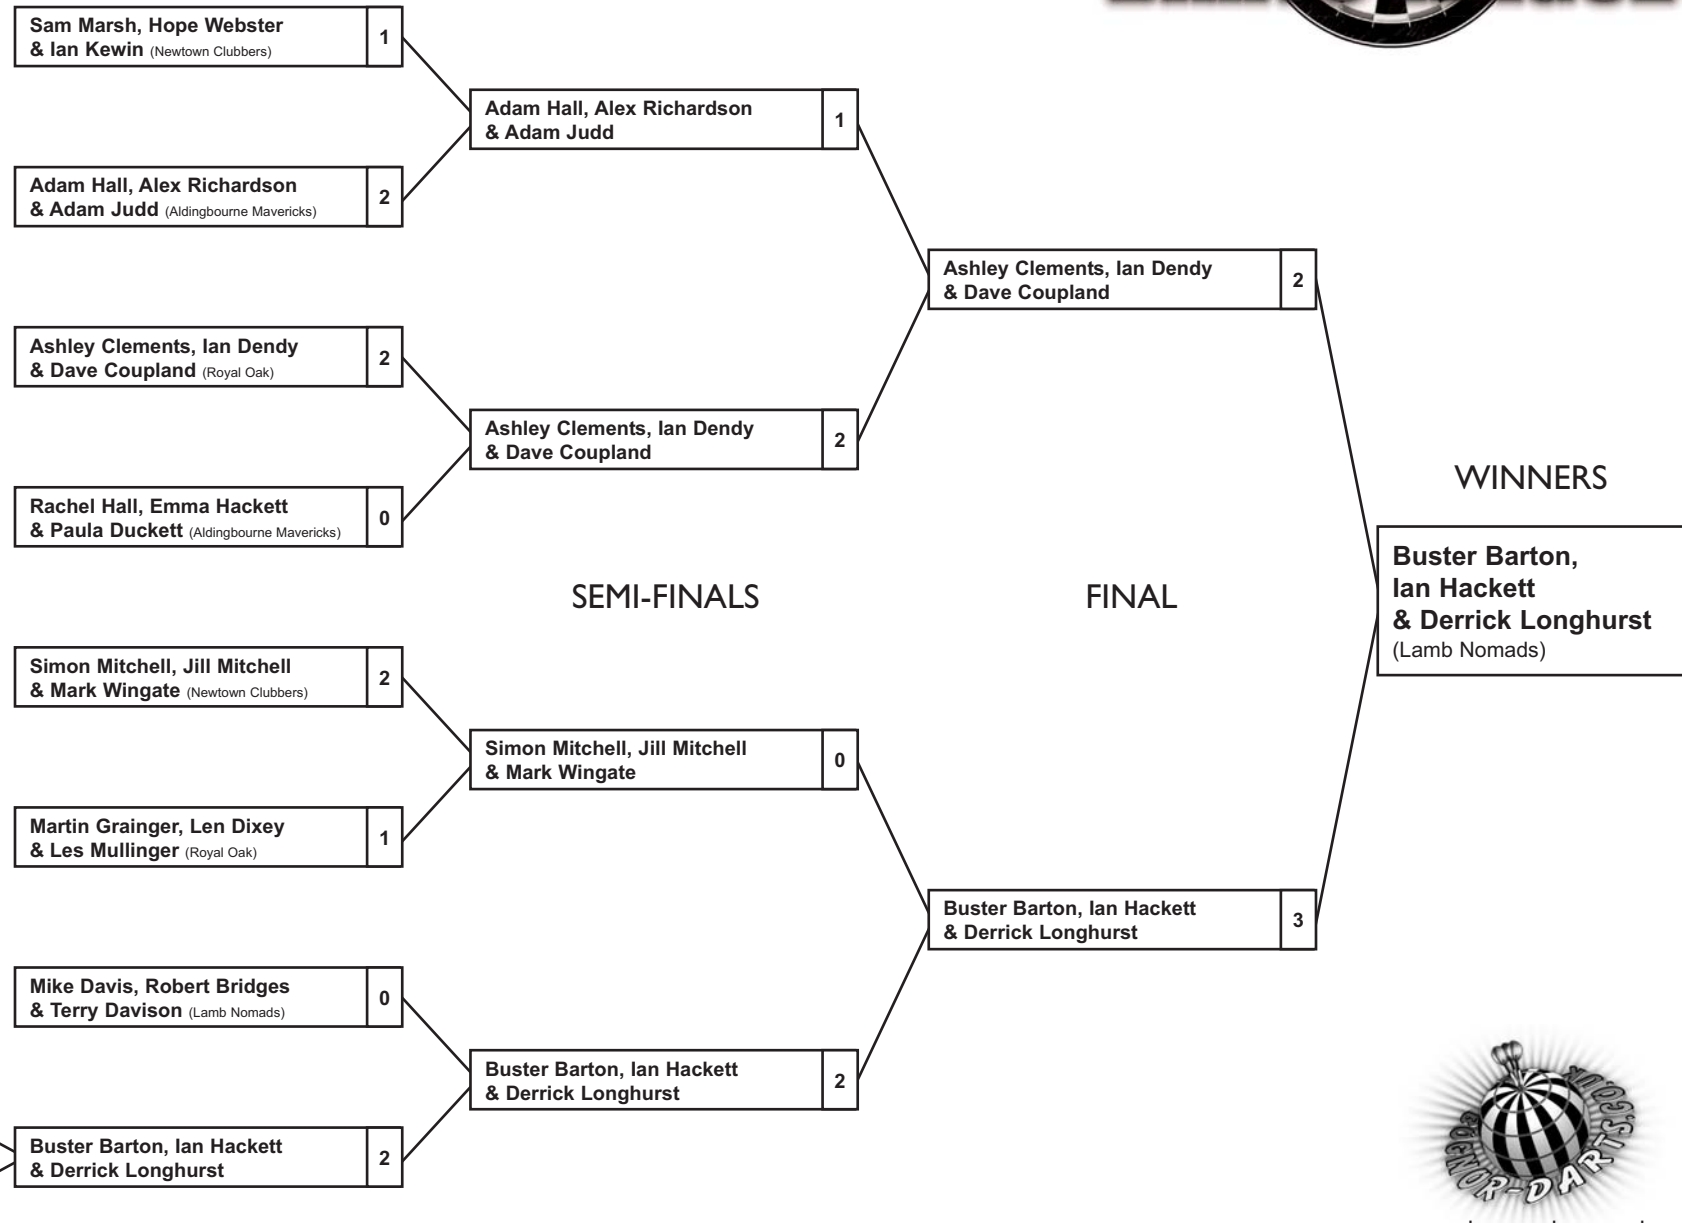 Sam Marsh, Hope Webster
& Ian Kewin (Newtown Clubbers)
1
Adam Hall, Alex Richardson
& Adam Judd (Aldingbourne Mavericks)
2
Ashley Clements, Ian Dendy
& Dave Coupland (Royal Oak)
2
Rachel Hall, Emma Hackett
& Paula Duckett (Aldingbourne Mavericks)
0
Simon Mitchell, Jill Mitchell
& Mark Wingate (Newtown Clubbers)
2
Martin Grainger, Len Dixey
& Les Mullinger (Royal Oak)
1
Mike Davis, Robert Bridges
& Terry Davison (Lamb Nomads)
0
Buster Barton, Ian Hackett
& Derrick Longhurst
2
Adam Hall, Alex Richardson
& Adam Judd
1
Ashley Clements, Ian Dendy
& Dave Coupland
2
SEMI-FINALS
Simon Mitchell, Jill Mitchell
& Mark Wingate
0
Buster Barton, Ian Hackett
& Derrick Longhurst
2
Ashley Clements, Ian Dendy
& Dave Coupland
2
FINAL
Buster Barton, Ian Hackett
& Derrick Longhurst
3
WINNERS
Buster Barton,
Ian Hackett
& Derrick Longhurst
(Lamb Nomads)
BOGNOR-DARTS.CO.UK